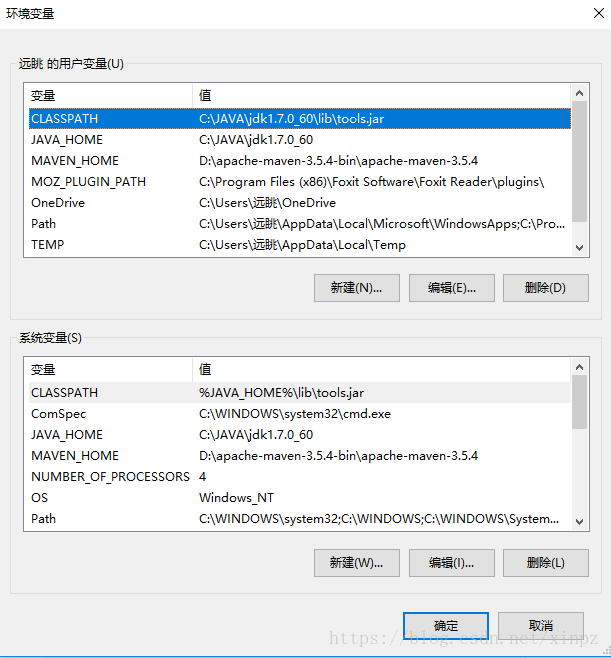 环境变量
远眺 的用户变量(U)
变量 值
CLASSPATH C:\JAVA\jdk1.7.0_60\lib\tools.jar
JAVA_HOME C:\JAVA\jdk1.7.0_60
MAVEN_HOME D:\apache-maven-3.5.4-bin\apache-maven-3.5.4
MOZ_PLUGIN_PATH C:\Program Files (x86)\Foxit Software\Foxit Reader\plugins\
OneDrive C:\Users\远眺\OneDrive
Path C:\Users\远眺\AppData\Local\Microsoft\WindowsApps;C:\Pro...
TEMP C:\Users\远眺\AppData\Local\Temp
新建(N)... 编辑(E)... 删除(D)
系统变量(S)
变量 值
CLASSPATH %JAVA_HOME%\lib\tools.jar
ComSpec C:\WINDOWS\system32\cmd.exe
JAVA_HOME C:\JAVA\jdk1.7.0_60
MAVEN_HOME D:\apache-maven-3.5.4-bin\apache-maven-3.5.4
NUMBER_OF_PROCESSORS 4
OS Windows_NT
Path C:\WINDOWS\system32;C:\WINDOWS;C:\WINDOWS\System...
新建(W)... 编辑(I)... 删除(L)
确定 取消
https://blog.csdn.net/xinpz